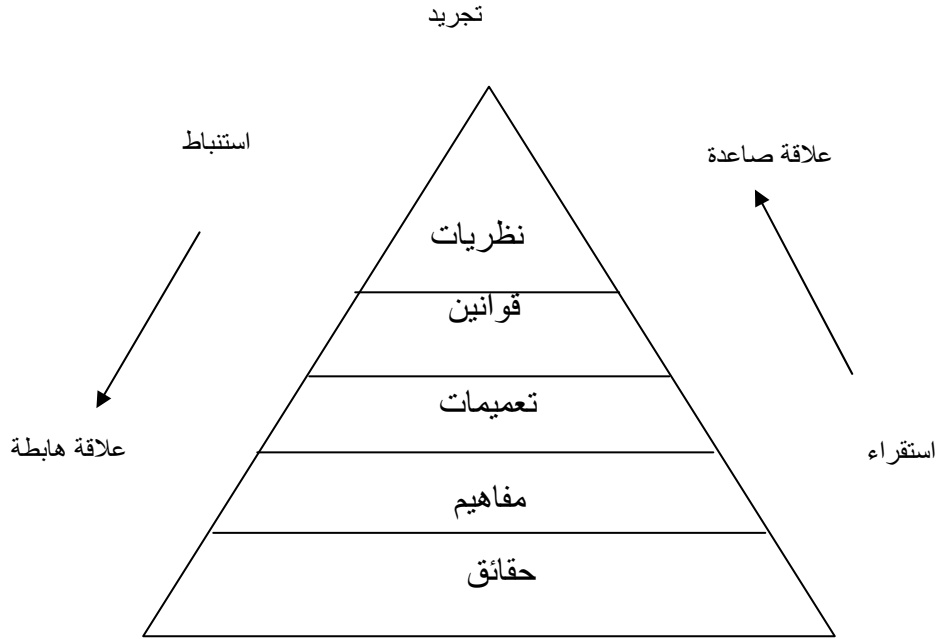 تجريد
استنباط
علاقة صاعدة
نظريات
قوانين
تعميمات
علاقة هابطة
استقراء
مفاهيم
حقائق